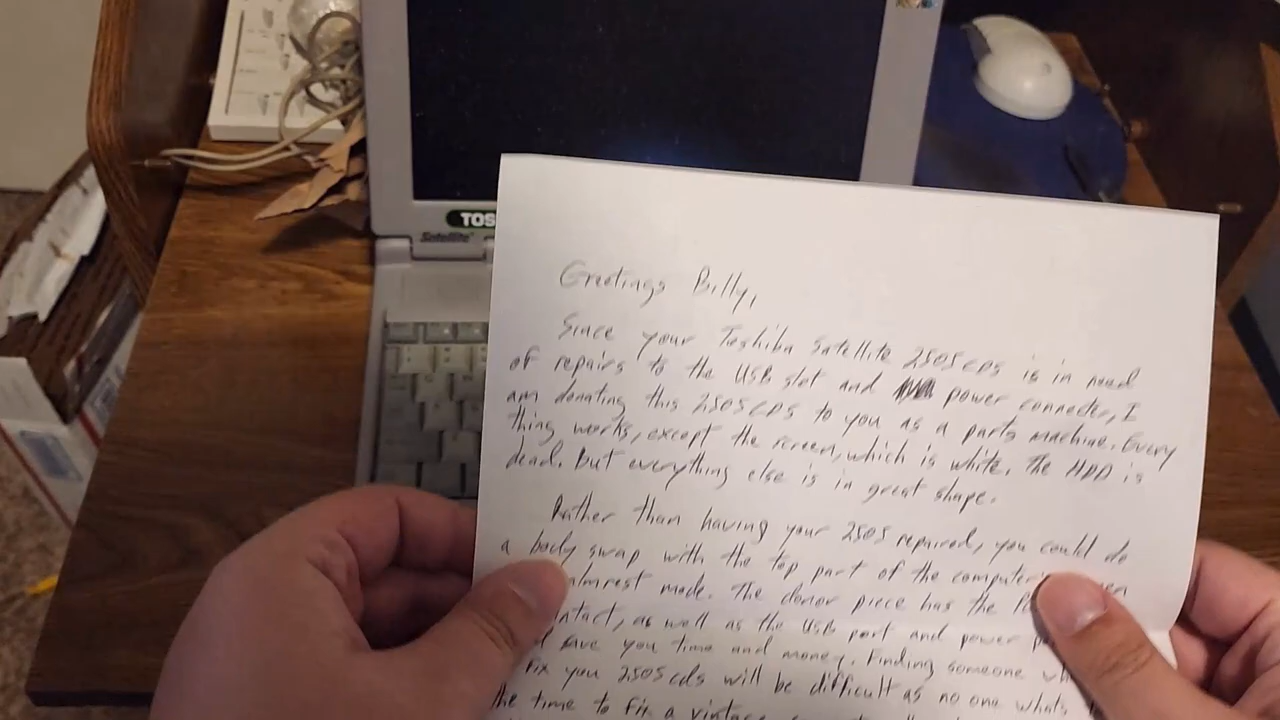 TOS
Satellite
Greetings Billy,
Since your Toshiba Satellite 2505CDS is in need
of repairs to the USB slot and power connecter, I
am donating this 2505CDS to you as a parts machine. Every
thing works, except the screen, which is white. The HDD is
dead. But everything else is in great shape.
Rather than having your 2505 repaired, you could do
a body swap with the top part of the computer
almrest mode. The donor piece has the
intact, as well as the USB port and power
save you time and money. Finding someone
fix you 2505cds will be difficult as no one whats
the time to fix a vintage